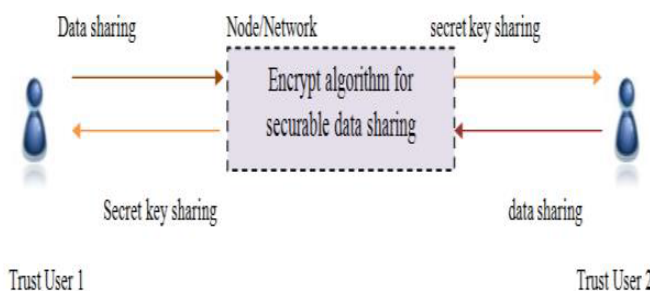 Data sharing
Node/Network
secret key sharing
Encrypt algorithm for
securable data sharing
Secret key sharing
data sharing
Trust User 1
Trust User 2